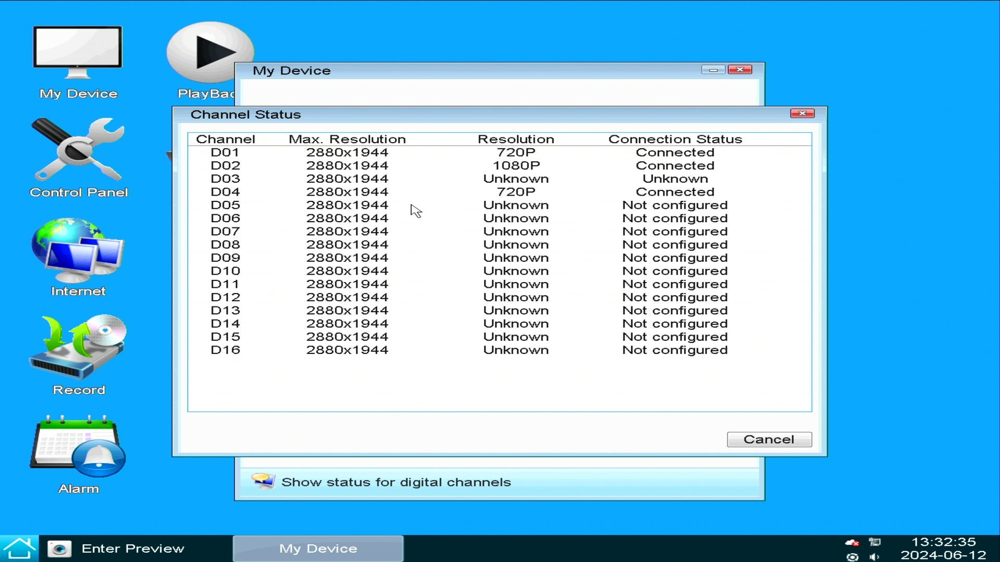 My Device
PlayBac
My Device
Channel Status
Channel Max. Resolution Resolution Connection Status
D01 2880x1944 720P Connected
D02 2880x1944 1080P Connected
D03 2880x1944 Unknown Unknown
D04 2880x1944 720P Connected
D05 2880x1944 Unknown Not configured
D06 2880x1944 Unknown Not configured
D07 2880x1944 Unknown Not configured
D08 2880x1944 Unknown Not configured
D09 2880x1944 Unknown Not configured
D10 2880x1944 Unknown Not configured
D11 2880x1944 Unknown Not configured
D12 2880x1944 Unknown Not configured
D13 2880x1944 Unknown Not configured
D14 2880x1944 Unknown Not configured
D15 2880x1944 Unknown Not configured
D16 2880x1944 Unknown Not configured
Cancel
Show status for digital channels
Control Panel
Internet
Record
Alarm
Enter Preview
My Device
13:32:35
2024-06-12